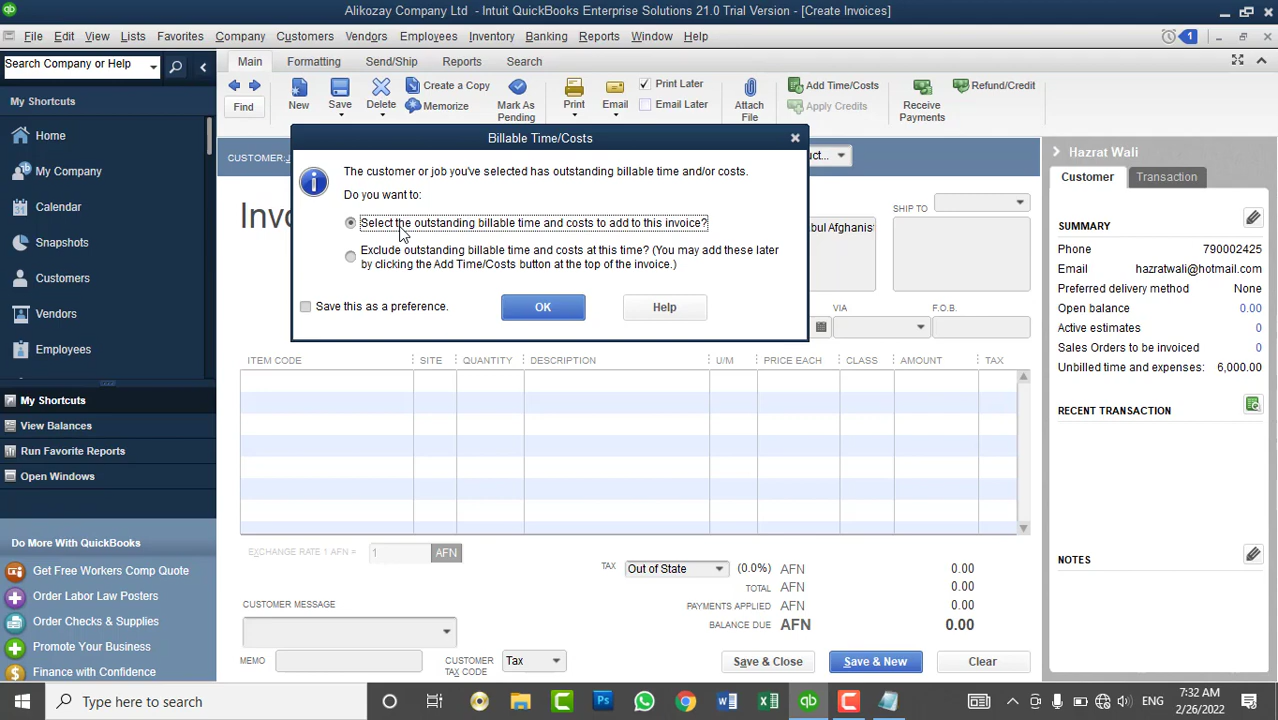 Alikozay Company Ltd - Intuit QuickBooks Enterprise Solutions 21.0 Trial Version - [Create Invoices]
File Edit View Lists Favorites Company Customers Vendors Employees Inventory Banking Reports Window Help
1
Search Company or Help
Main Formatting Send/Ship Reports Search
My Shortcuts
Home
My Company
Calendar
Snapshots
Customers
Vendors
Employees
My Shortcuts
View Balances
Run Favorite Reports
Open Windows
Do More With QuickBooks
Get Free Workers Comp Quote
Order Labor Law Posters
Order Checks & Supplies
Promote Your Business
Finance with Confidence
Find
New
Save
Delete
Create a Copy
Memorize
Mark As
Pending
Print
Email
Print Later
Email Later
Attach
File
Add Time/Costs
Apply Credits
Receive
Payments
Refund/Credit
Billable Time/Costs
The customer or job you've selected has outstanding billable time and/or costs.
Do you want to:
Select the outstanding billable time and costs to add to this invoice?
Exclude outstanding billable time and costs at this time? (You may add these later
by clicking the Add Time/Costs button at the top of the invoice.)
Save this as a preference.
OK
Help
CUSTOMER:J
uct...
Invo
bul Afghanist
SHIP TO
VIA
F.O.B.
ITEM CODE SITE QUANTITY DESCRIPTION U/M PRICE EACH CLASS AMOUNT TAX
EXCHANGE RATE 1 AFN = 1 AFN
TAX Out of State (0.0%) AFN 0.00
TOTAL AFN 0.00
PAYMENTS APPLIED AFN 0.00
BALANCE DUE AFN 0.00
CUSTOMER MESSAGE
MEMO
CUSTOMER
TAX CODE
Tax
Save & Close
Save & New
Clear
Hazrat Wali
Customer Transaction
SUMMARY
Phone 790002425
Email hazratwali@hotmail.com
Preferred delivery method None
Open balance 0.00
Active estimates 0
Sales Orders to be invoiced 0
Unbilled time and expenses: 6,000.00
RECENT TRANSACTION
NOTES
Type here to search
ENG
7:32 AM
2/26/2022